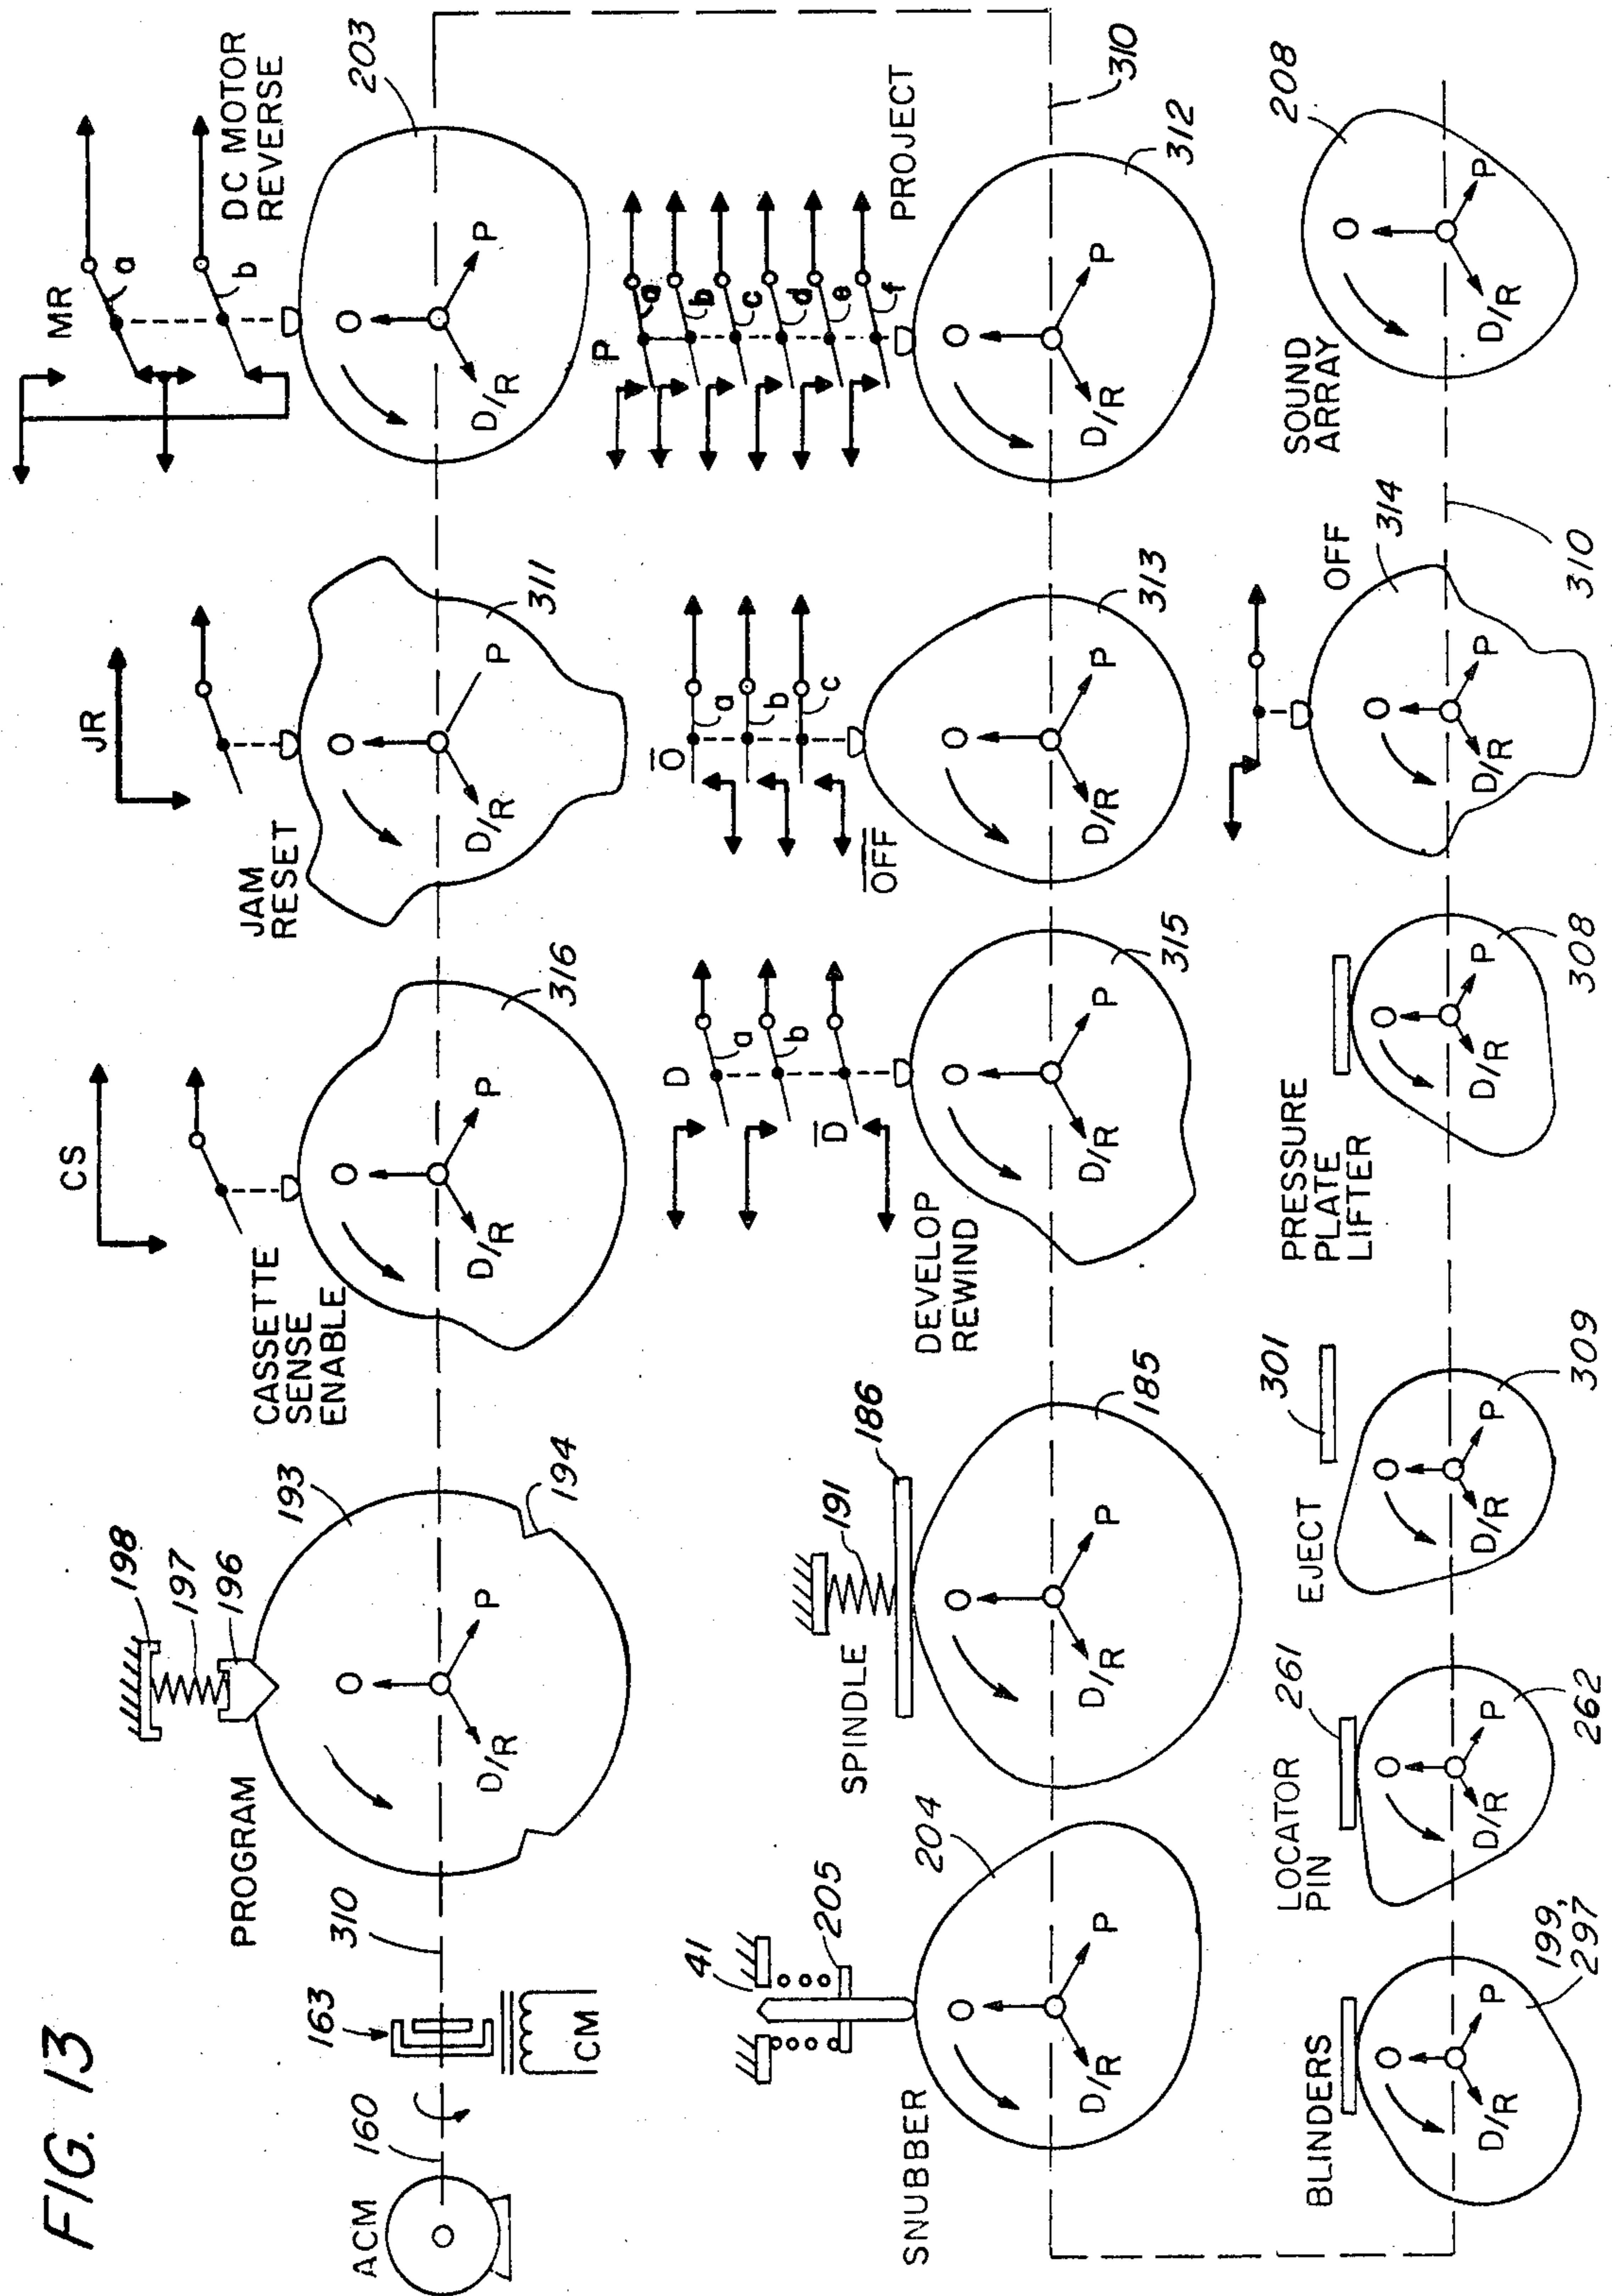 FIG. 13
ACM
160
163
CM
310
PROGRAM
198
197
196
193
194
O
P
D/R
CS
CASSETTE
SENSE
ENABLE
316
O
P
D/R
JR
JAM
RESET
311
O
P
D/R
MR
a
b
DC MOTOR
REVERSE
203
O
P
D/R
SNUBBER
41
205
204
O
P
D/R
SPINDLE
191
186
185
O
P
D/R
DEVELOP
REWIND
D
a
b
D̅
315
O
P
D/R
O̅F̅F̅
O̅
a
b
c
313
O
P
D/R
P
a
b
c
d
e
f
PROJECT
310
312
O
P
D/R
BLINDERS
199,
297
O
P
D/R
LOCATOR
PIN
261
262
O
P
D/R
EJECT
301
309
O
P
D/R
PRESSURE
PLATE
LIFTER
308
O
P
D/R
OFF
314
310
O
P
D/R
SOUND
ARRAY
208
O
P
D/R